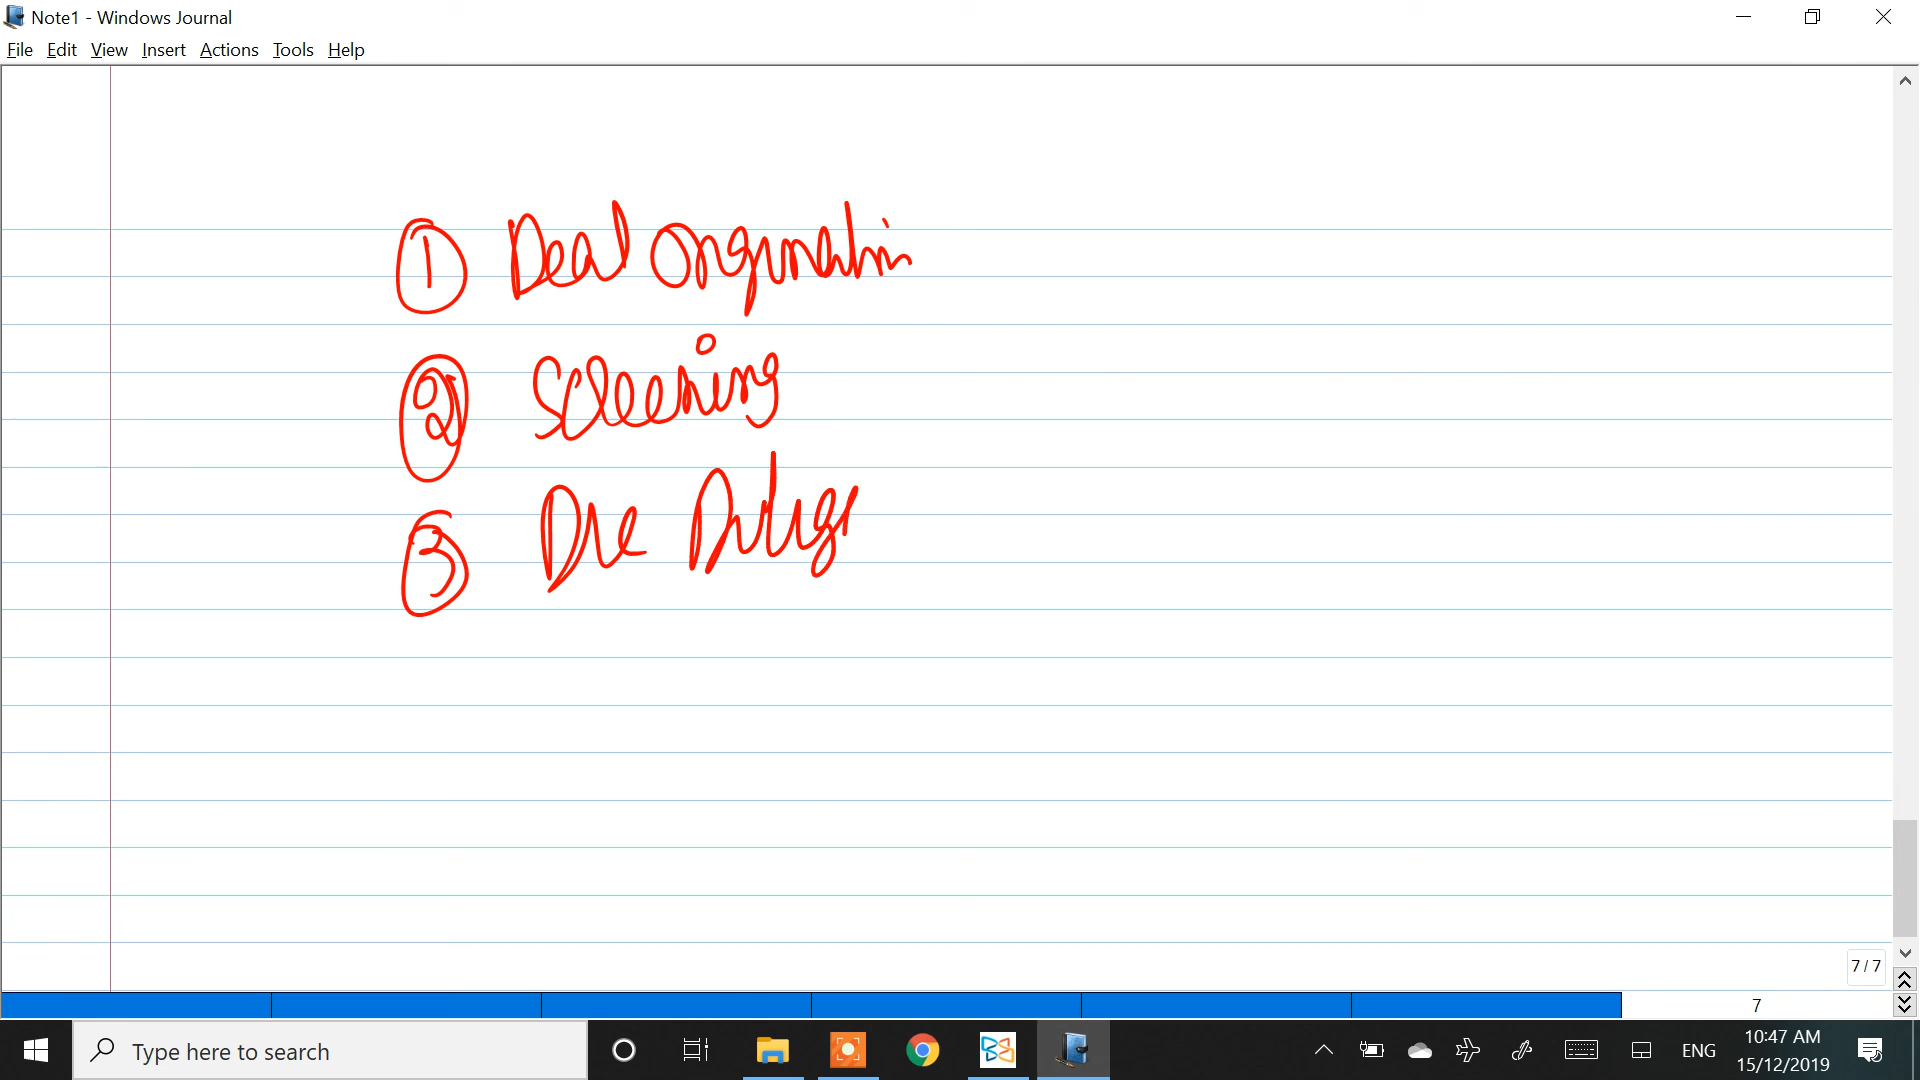 Note1 - Windows Journal
File Edit View Insert Actions Tools Help
1 Deal Origination
2 Screening
3 Due
7 / 7
7
Type here to search
ENG
10:47 AM
15/12/2019